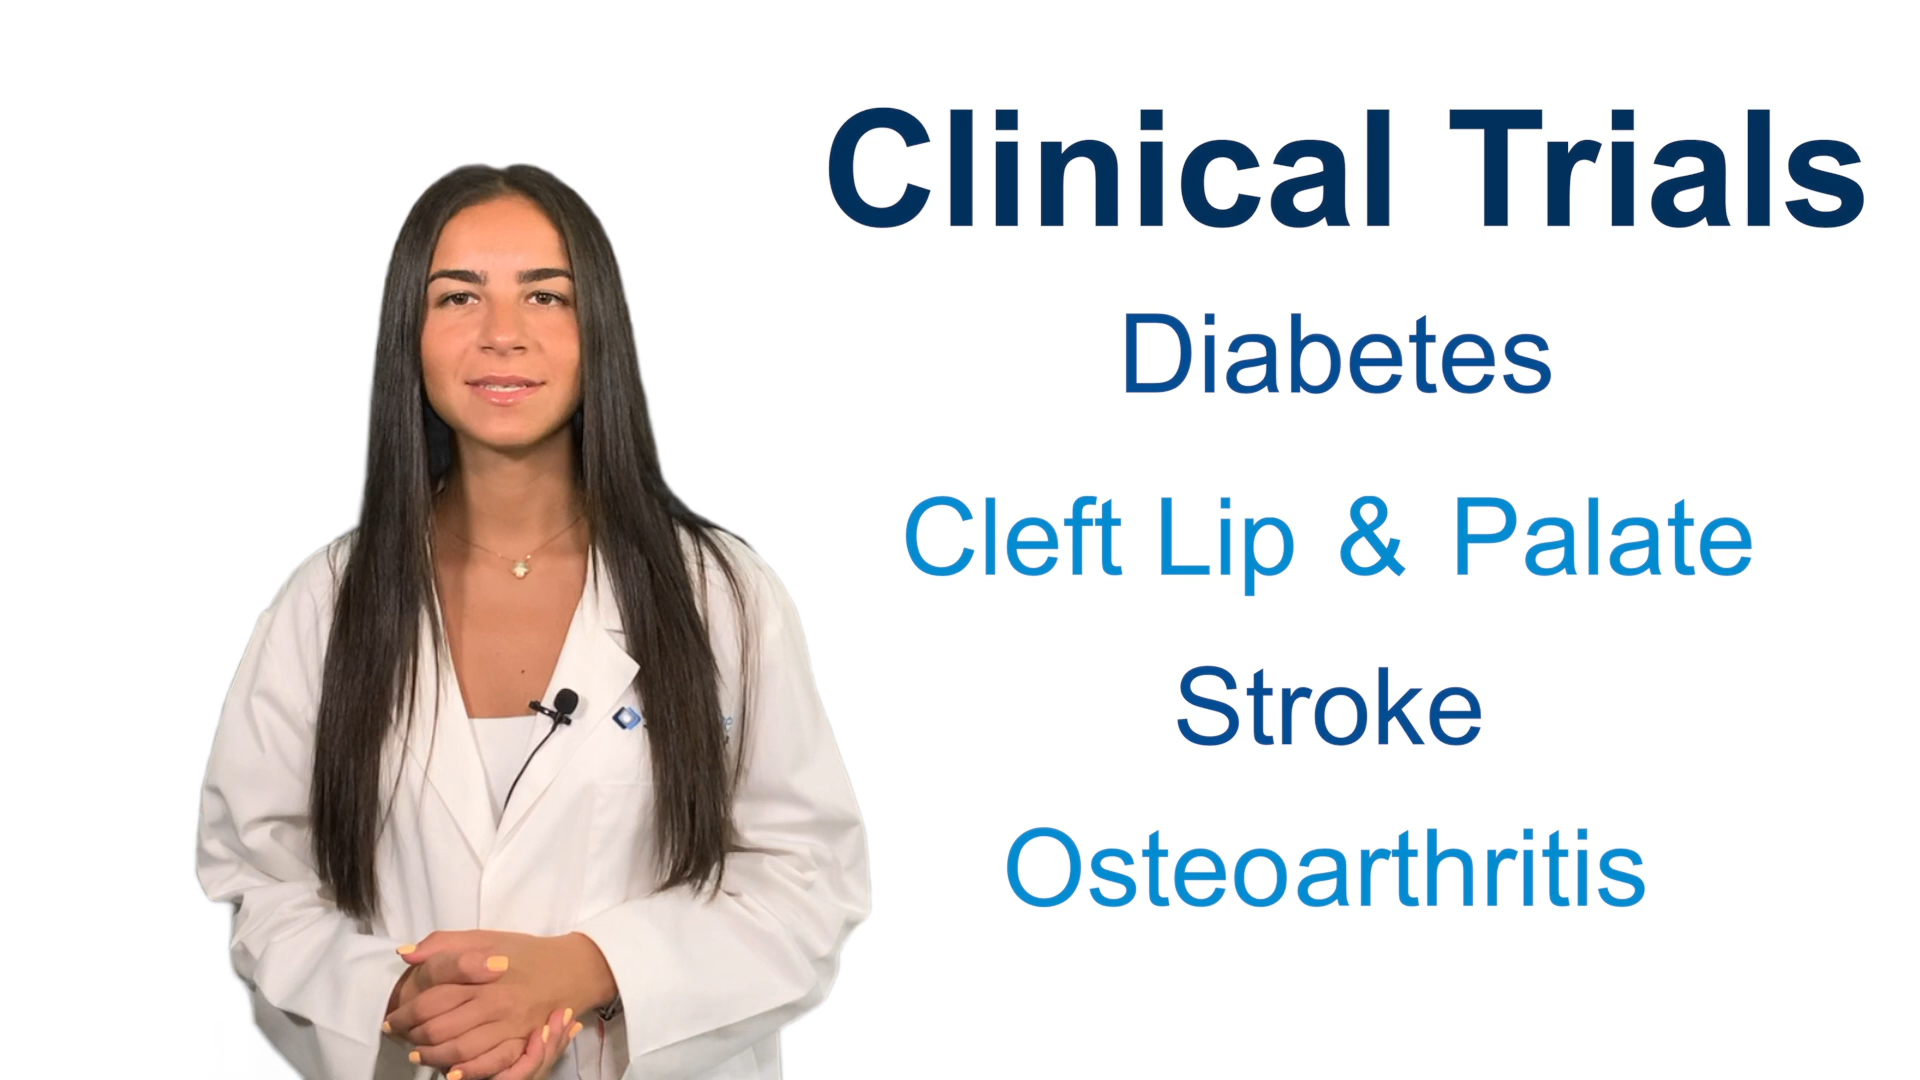 Clinical Trials
Diabetes
Cleft Lip & Palate
Stroke
Osteoarthritis